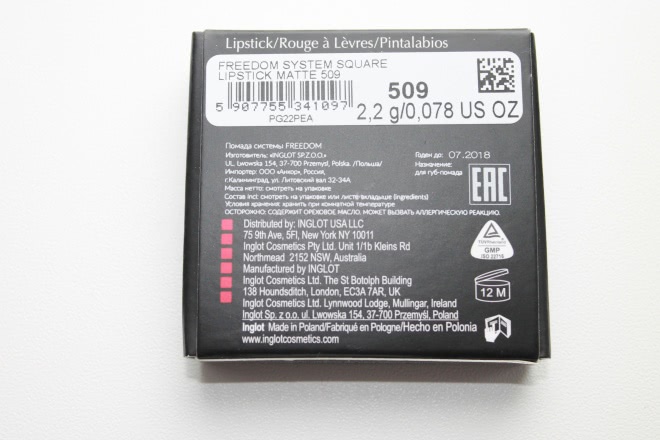 Lipstick/Rouge à Lèvres/Pintalabios
FREEDOM SYSTEM SQUARE
LIPSTICK MATTE 509
5 907755 341097
PG22PEA
509
2,2 g/0,078 US OZ
Помада системы FREEDOM
Изготовитель: «INGLOT SP.Z.O.O.»
UL. Lwowska 154, 37-700 Przemyśl, Polska. /Польша/
Импортер: ООО «Анкор», Россия,
г.Калининград, ул. Литовский вал 32-34А
Масса нетто: смотреть на упаковке
Состав incl: смотреть на упаковке или листе-вкладыше (ingredients)
Условия хранения: хранить при комнатной температуре
ОСТОРОЖНО: СОДЕРЖИТ ОРЕХОВОЕ МАСЛО, МОЖЕТ ВЫЗВАТЬ АЛЛЕРГИЧЕСКУЮ РЕАКЦИЮ.
Годен до: 07.2018
Назначение:
для губ-помада
EAC
Distributed by: INGLOT USA LLC
75 9th Ave, 5Fl, New York NY 10011
Inglot Cosmetics Pty Ltd. Unit 1/1b Kleins Rd
Northmead 2152 NSW, Australia
Manufactured by INGLOT
Inglot Cosmetics Ltd. The St Botolph Building
138 Houndsditch, London, EC3A 7AR, UK
Inglot Cosmetics Ltd. Lynnwood Lodge, Mullingar, Ireland
Inglot Sp. z o.o. ul. Lwowska 154, 37-700 Przemyśl, Poland
Inglot Made in Poland/Fabriqué en Pologne/Hecho en Polonia
www.inglotcosmetics.com
GMP
ISO 22716
12 M